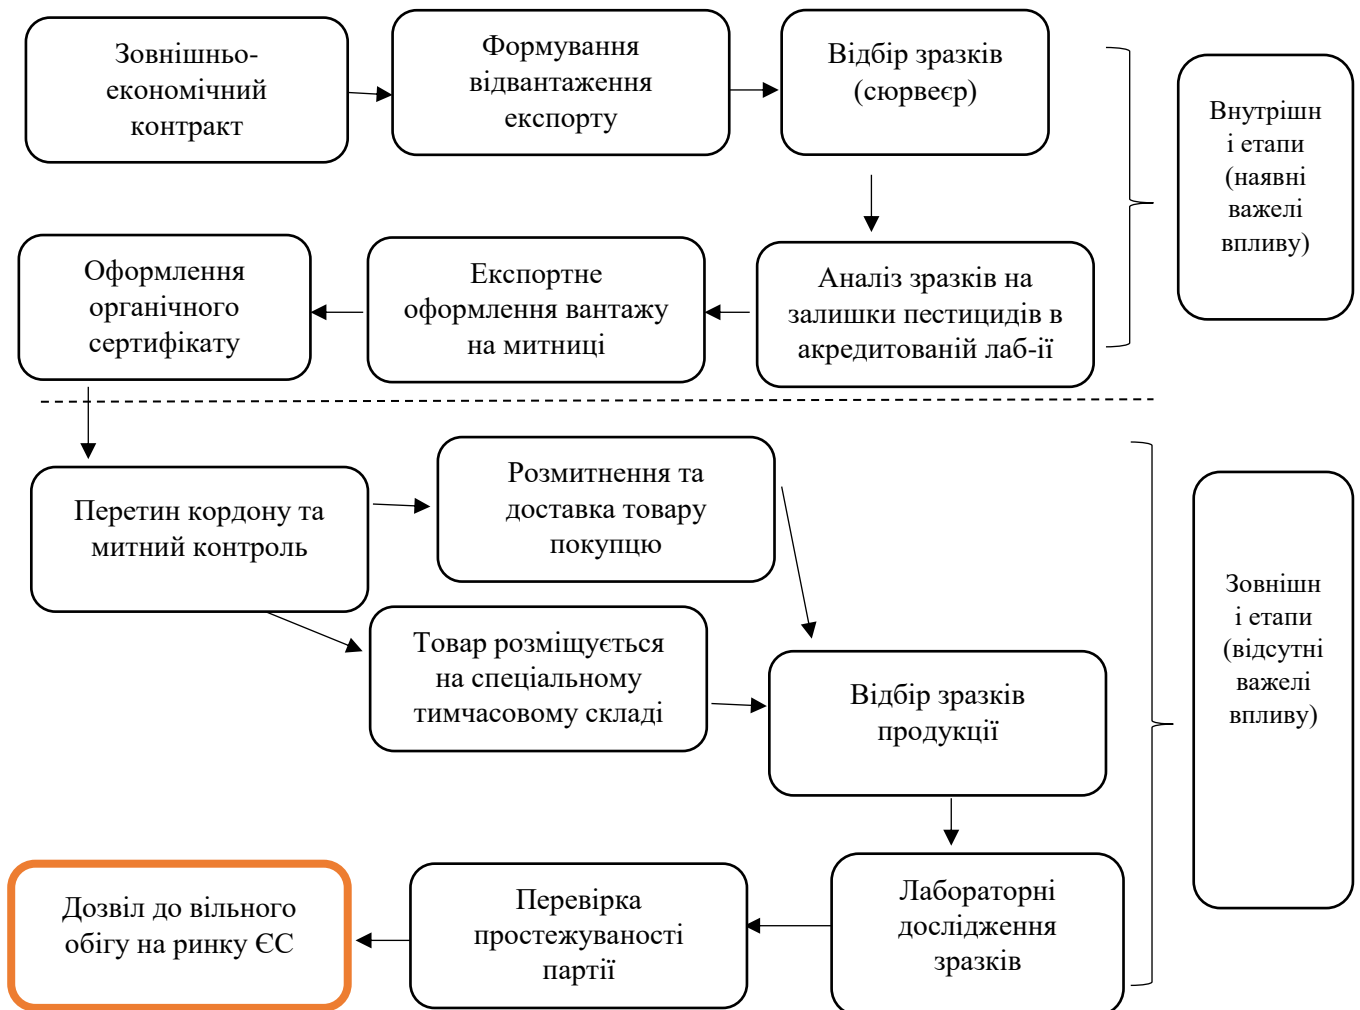 Зовнішньо-
економічний
контракт
Формування
відвантаження
експорту
Відбір зразків
(сюрвеєр)
Внутрішн
і етапи
(наявні
важелі
впливу)
Оформлення
органічного
сертифікату
Експортне
оформлення вантажу
на митниці
Аналіз зразків на
залишки пестицидів в
акредитованій лаб-ії
Перетин кордону та
митний контроль
Розмитнення та
доставка товару
покупцю
Товар розміщується
на спеціальному
тимчасовому складі
Відбір зразків
продукції
Зовнішн
і етапи
(відсутні
важелі
впливу)
Дозвіл до вільного
обігу на ринку ЄС
Перевірка
простежуваності
партії
Лабораторні
дослідження
зразків